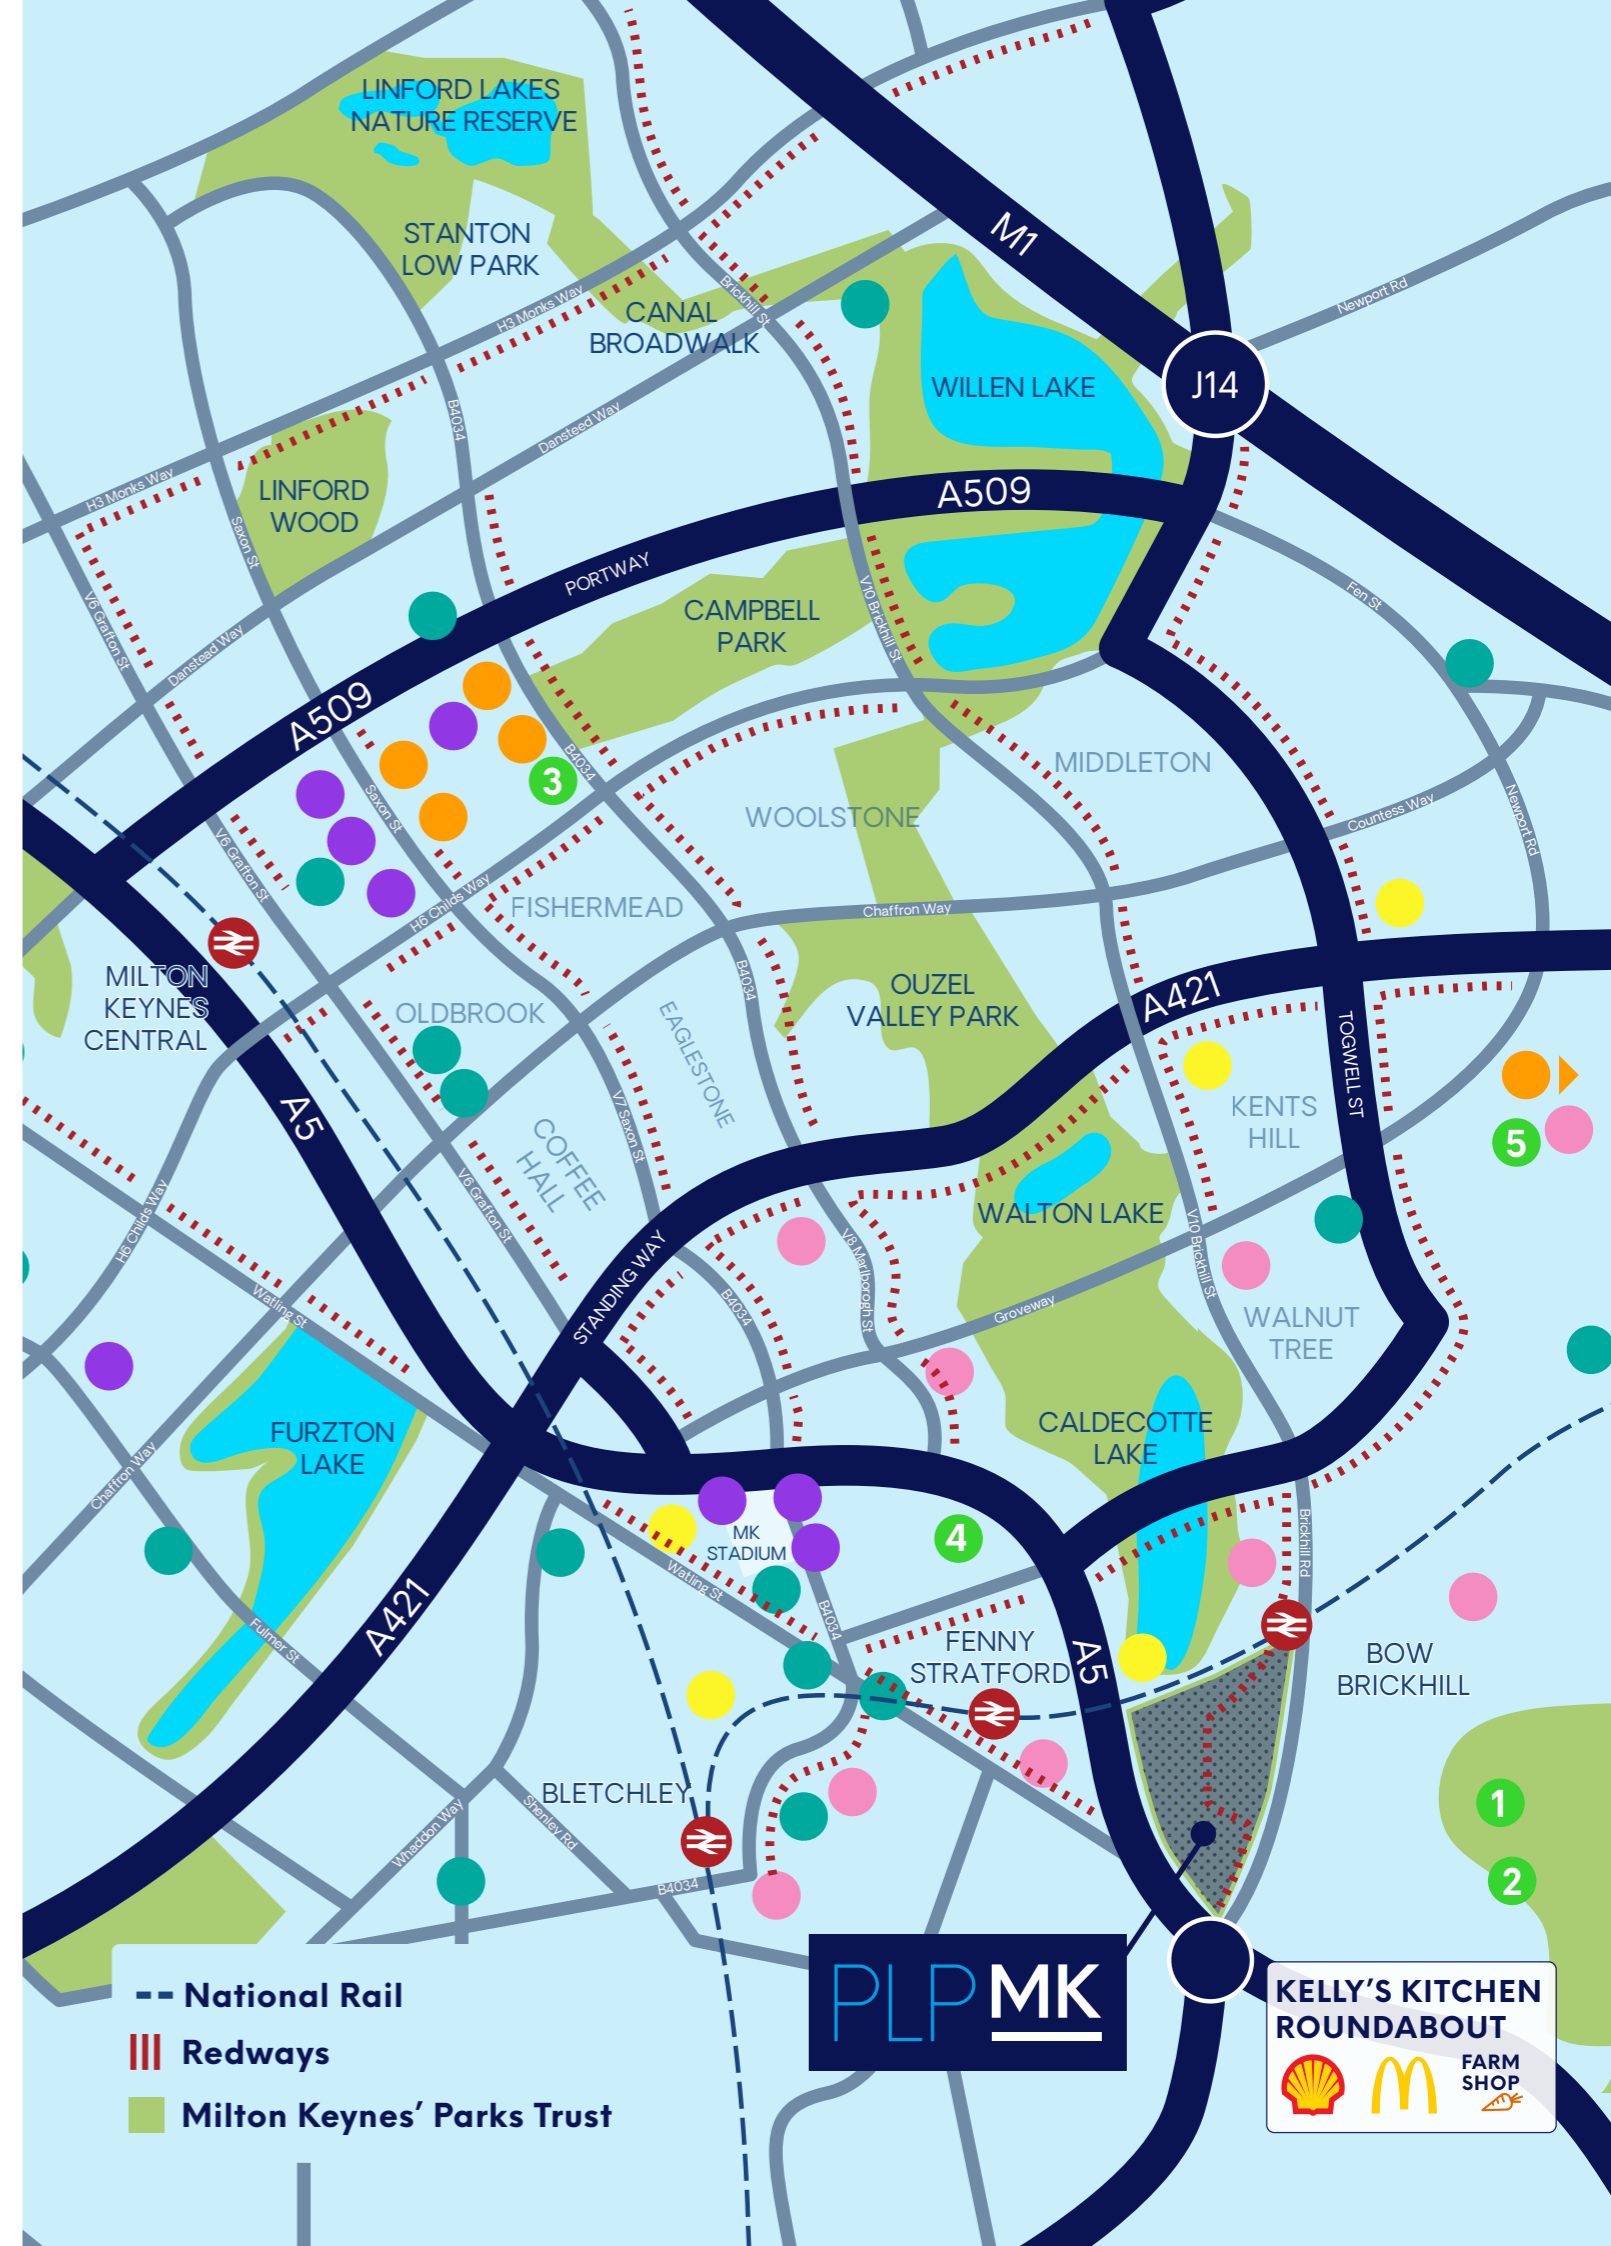 LINFORD LAKES
NATURE RESERVE
STANTON
LOW PARK
M1
Newport Rd
H3 Monks Way
CANAL
BROADWALK
Brickhill St
WILLEN LAKE
J14
B4034
Dansteed Way
H3 Monks Way
LINFORD
WOOD
Saxon St
A509
PORTWAY
V6 Grafton St
Danstead Way
CAMPBELL
PARK
V10 Brickhill St
Fen St
A509
B4034
3
Saxon St
V6 Grafton St
MIDDLETON
WOOLSTONE
Countess Way
Newport Rd
H6 Childs Way
FISHERMEAD
Chaffron Way
MILTON
KEYNES
CENTRAL
OLDBROOK
EAGLESTONE
B4034
OUZEL
VALLEY PARK
A421
TOGWELL ST
A5
V7 Saxon St
COFFEE
HALL
V6 Grafton St
KENTS
HILL
5
H6 Childs Way
WALTON LAKE
V10 Brickhill St
STANDING WAY
V8 Marlborogh St
B4034
Groveway
WALNUT
TREE
Watling St
FURZTON
LAKE
Chaffron Way
CALDECOTTE
LAKE
MK
STADIUM
4
Watling St
B4034
Brickhill Rd
A421
Fulmer St
FENNY
STRATFORD
A5
BOW
BRICKHILL
BLETCHLEY
Whaddon Way
Shenley Rd
B4034
1
2
PLP MK
KELLY'S KITCHEN
ROUNDABOUT
FARM
SHOP
National Rail
Redways
Milton Keynes' Parks Trust